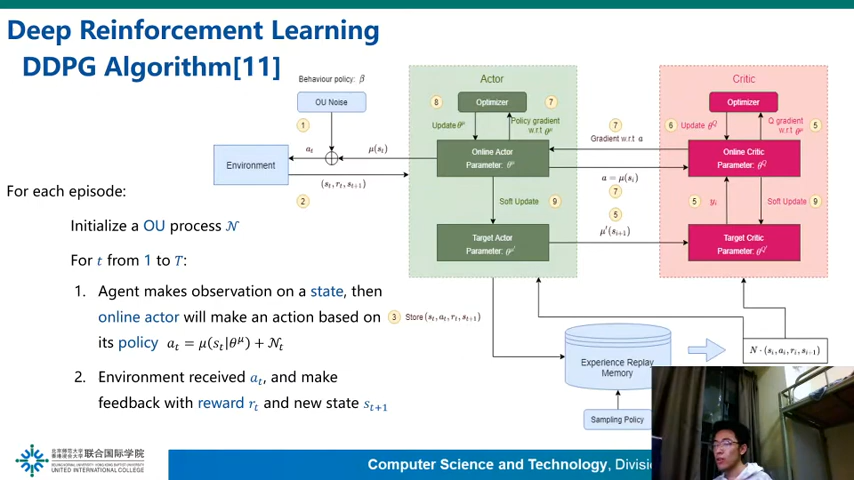 Deep Reinforcement Learning
DDPG Algorithm[11]
Behaviour policy: β
OU Noise
1
a_t
μ(s_t)
Environment
(s_t, r_t, s_{t+1})
2
Actor
8
Optimizer
7
Update θ^μ
Policy gradient
w.r.t θ^μ
Online Actor
Parameter: θ^μ
Soft Update
9
Target Actor
Parameter: θ^{μ'}
7
Gradient w.r.t a
a = μ(s_i)
7
5
μ'(s_{i+1})
Critic
Optimizer
6
Update θ^Q
Q gradient
w.r.t θ^Q
5
Online Critic
Parameter: θ^Q
5
y_i
Soft Update
9
Target Critic
Parameter: θ^{Q'}
For each episode:
Initialize a OU process N
For t from 1 to T:
1. Agent makes observation on a state, then
online actor will make an action based on
its policy a_t = μ(s_t|θ^μ) + N_t
2. Environment received a_t, and make
feedback with reward r_t and new state s_{t+1}
3
Store (s_t, a_t, r_t, s_{t+1})
Experience Replay
Memory
N · (s_i, a_i, r_i, s_{i+1})
Sampling Policy
联合国际学院
UNITED INTERNATIONAL COLLEGE
Computer Science and Technology, Divisi